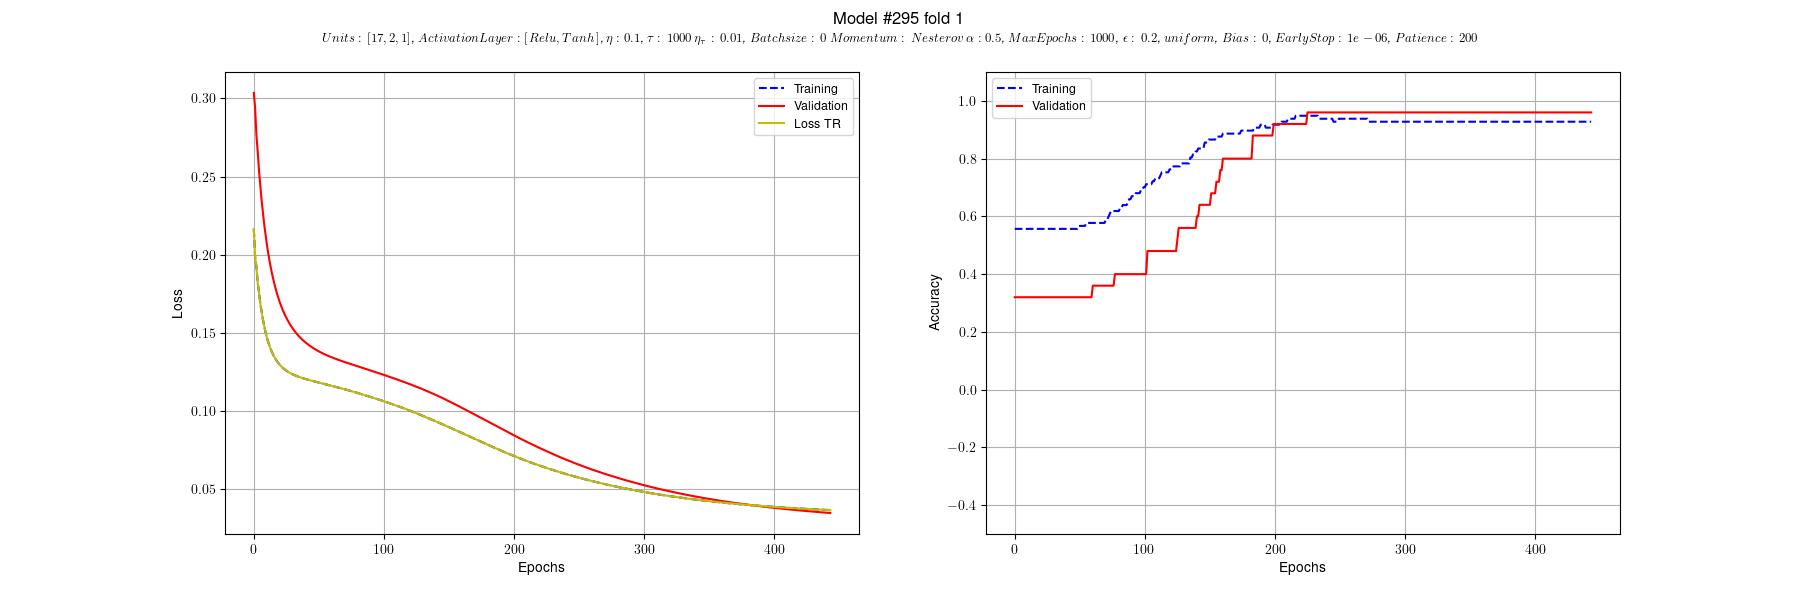 Model #295 fold 1
Units : [17, 2, 1], ActivationLayer : [Relu, Tanh], η : 0.1, τ : 1000 η_τ : 0.01, Batchsize : 0 Momentum : Nesterov α : 0.5, MaxEpochs : 1000, ϵ : 0.2, uniform, Bias : 0, EarlyStop : 1e − 06, Patience : 200
Training
Validation
Loss TR
0.30
0.25
0.20
0.15
0.10
0.05
Loss
0 100 200 300 400
Epochs
Training
Validation
1.0
0.8
0.6
0.4
0.2
0.0
−0.2
−0.4
Accuracy
0 100 200 300 400
Epochs